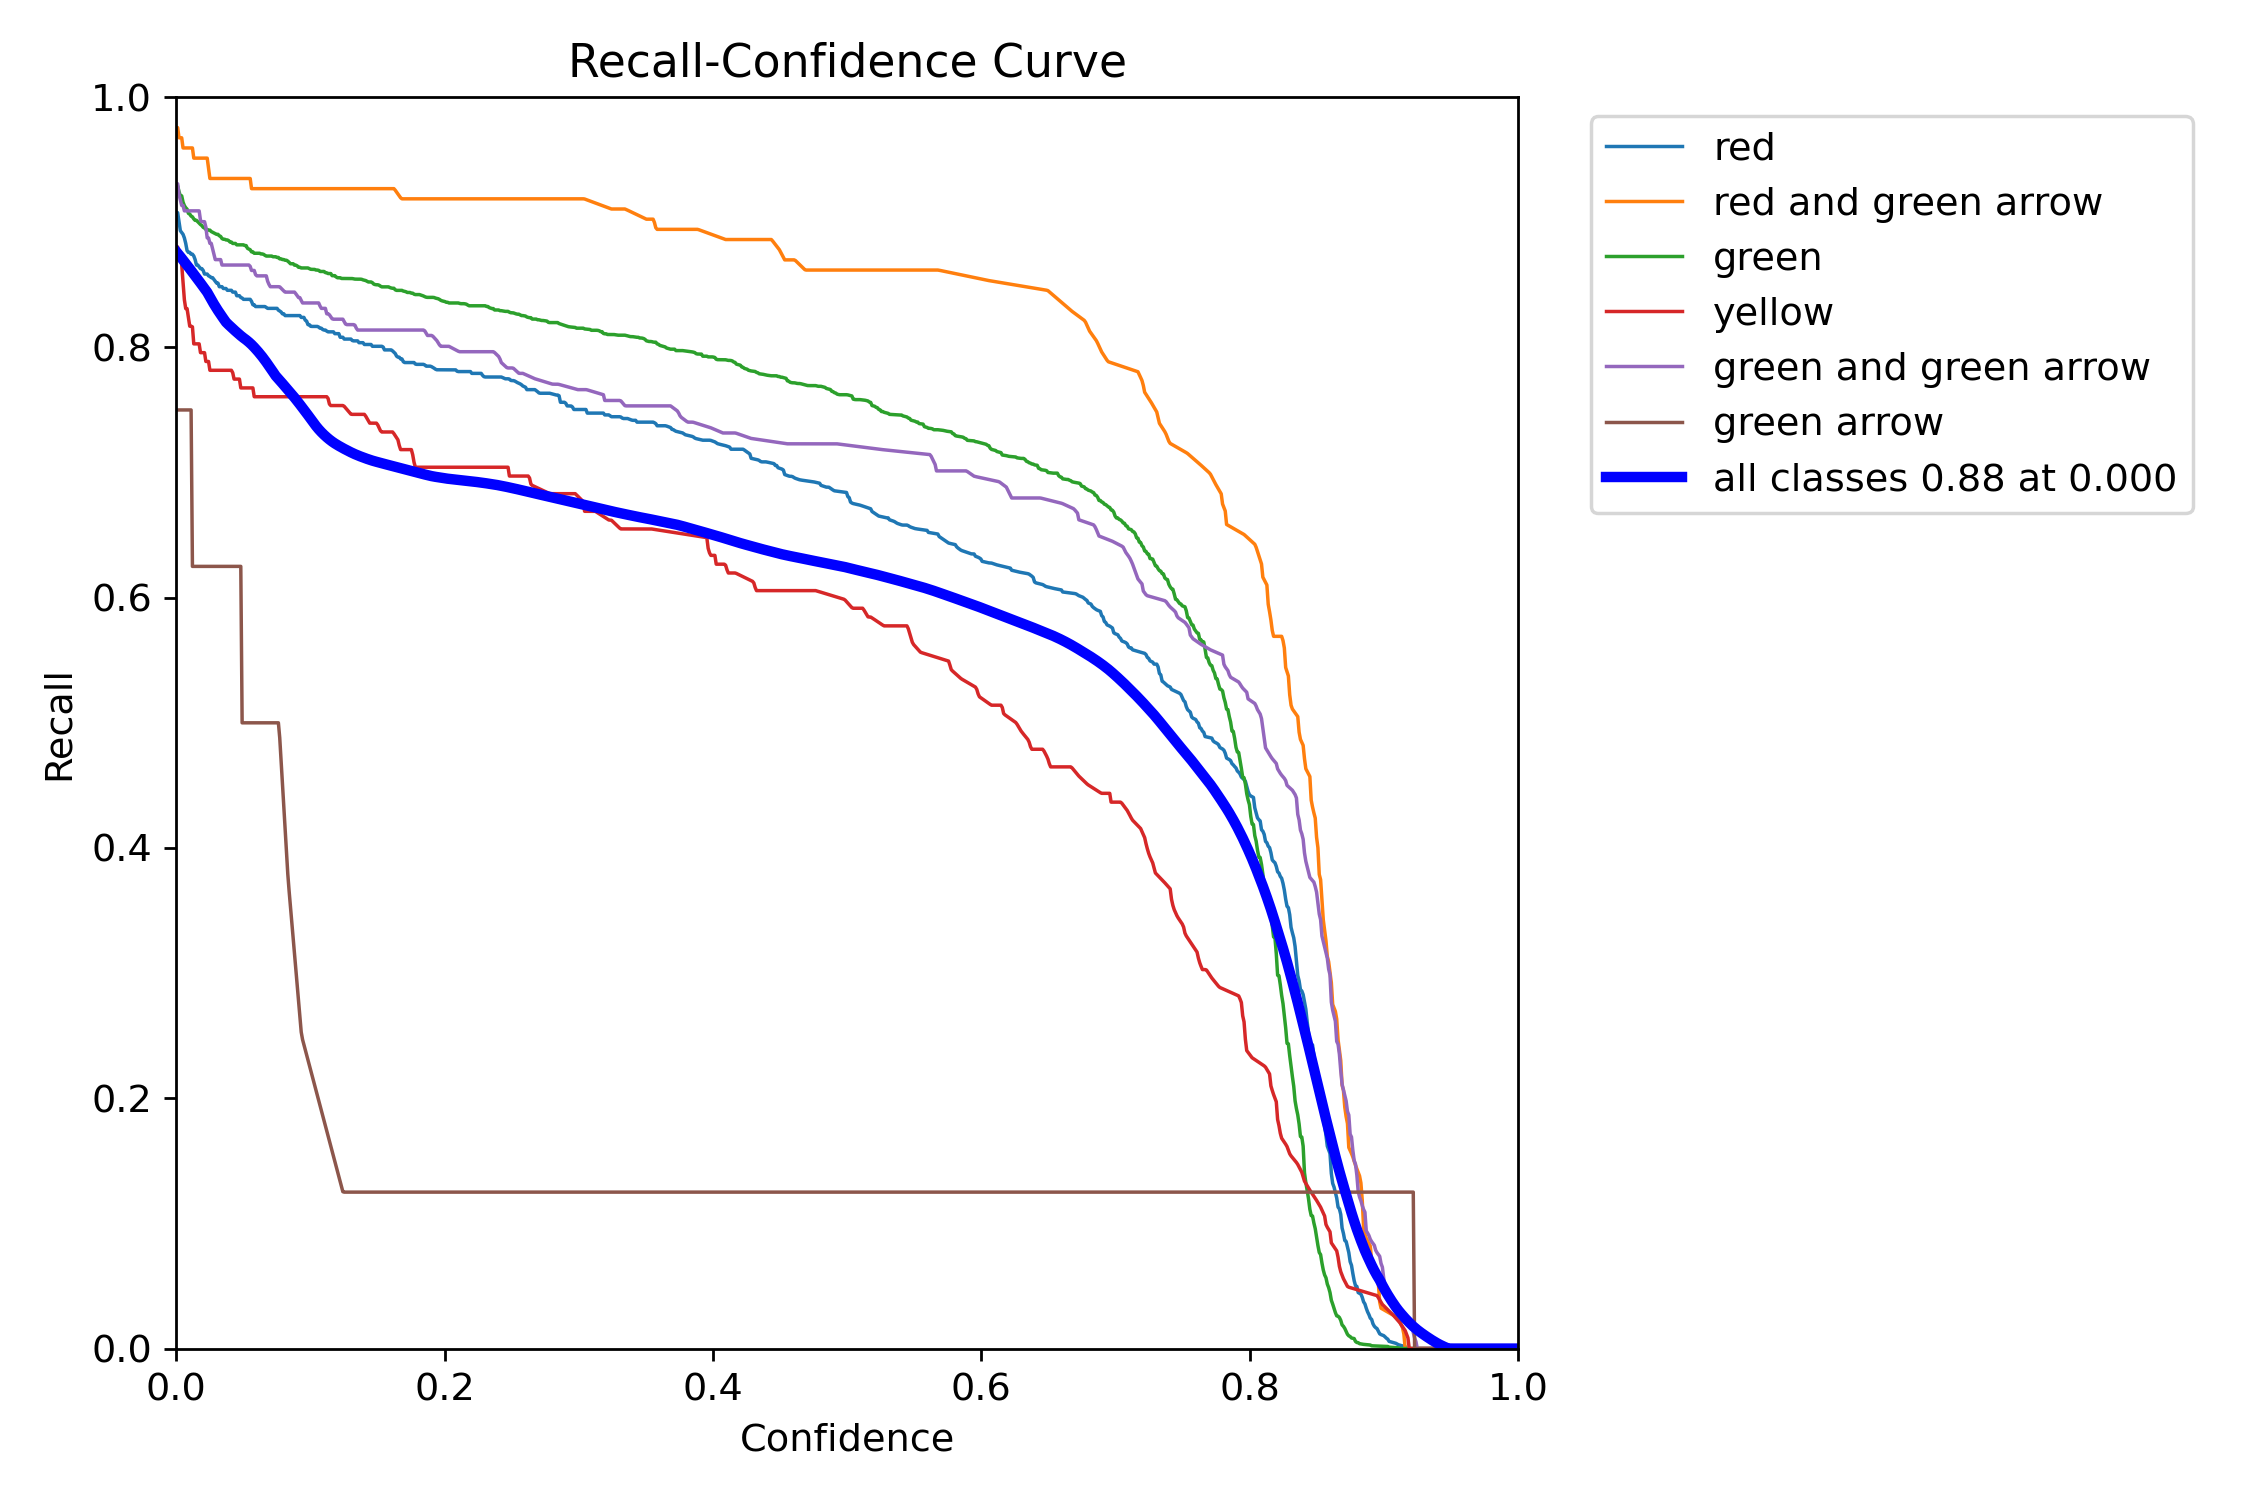 Recall-Confidence Curve
1.0
0.8
0.6
0.4
0.2
0.0
Recall
0.0 0.2 0.4 0.6 0.8 1.0
Confidence
red
red and green arrow
green
yellow
green and green arrow
green arrow
all classes 0.88 at 0.000